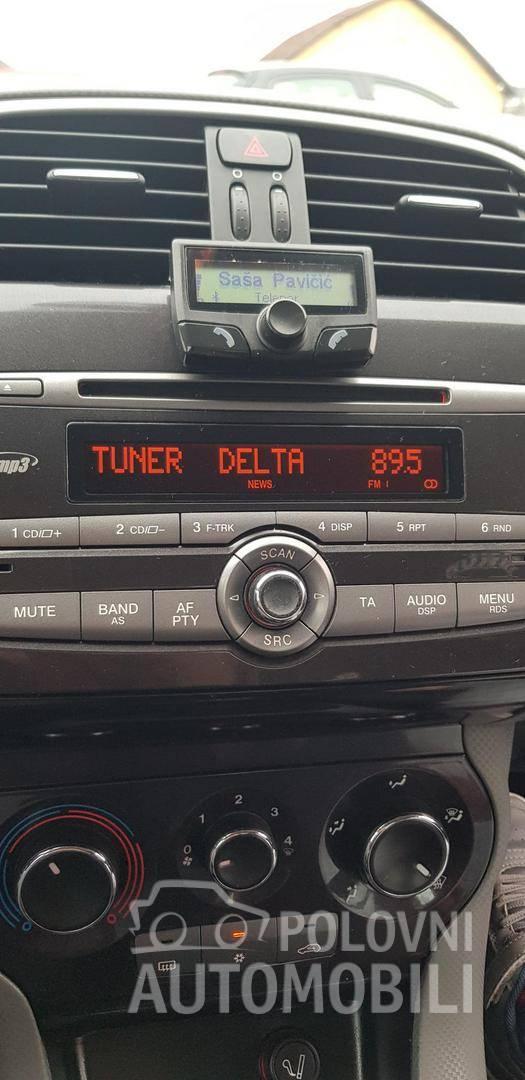 Saša Pavičić
Telenor
mp3
TUNER DELTA 89.5
NEWS FM I
1 CD/ + 2 CD/ - 3 F-TRK 4 DISP 5 RPT 6 RND
SCAN
MUTE BAND AS AF PTY TA AUDIO DSP MENU RDS
SRC
0 1 2 3 4
POLOVNI
AUTOMOBILI